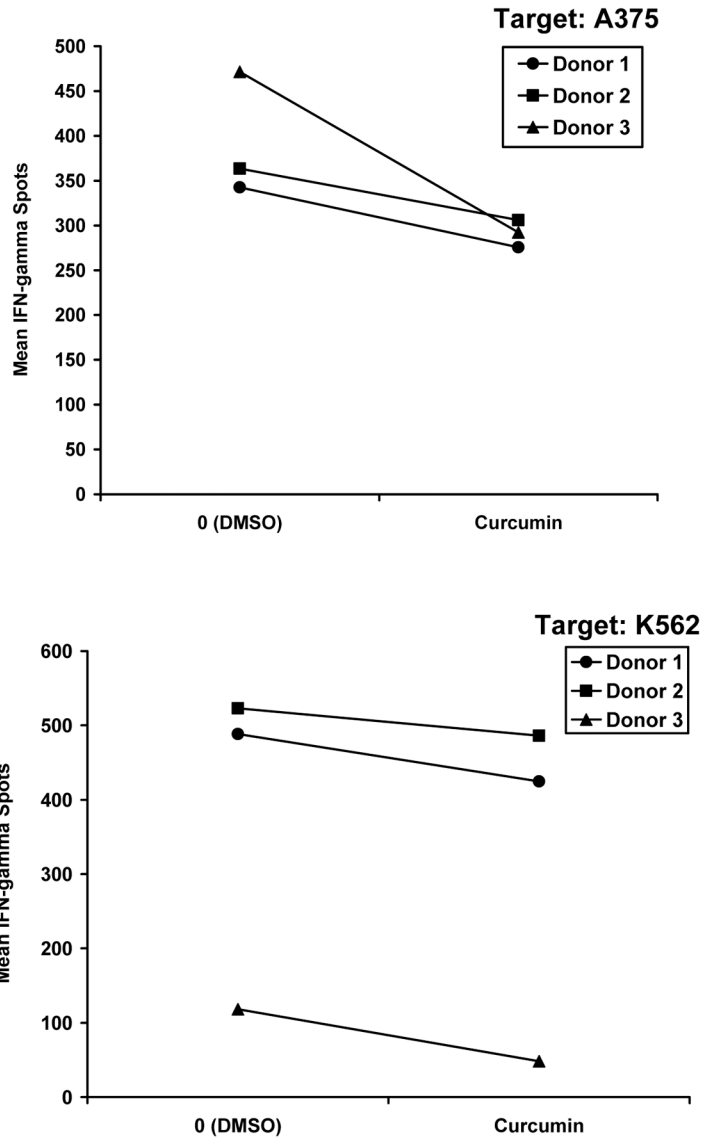 Target: A375
Donor 1
Donor 2
Donor 3
Mean IFN-gamma Spots
500
450
400
350
300
250
200
150
100
50
0
0 (DMSO) Curcumin
Target: K562
Donor 1
Donor 2
Donor 3
Mean IFN-gamma Spots
600
500
400
300
200
100
0
0 (DMSO) Curcumin